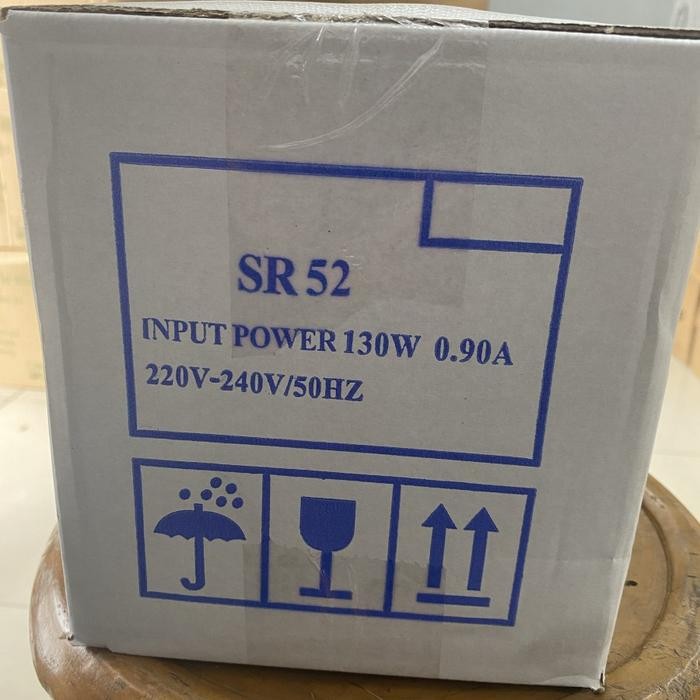 SR 52
INPUT POWER 130W 0.90A
220V-240V/50HZ